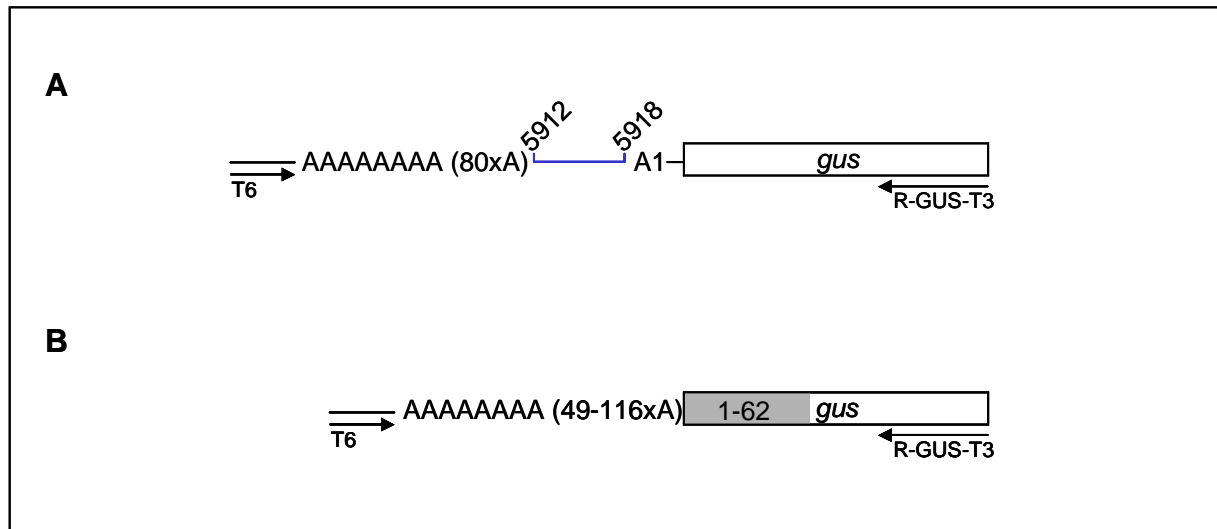 A
5912 5918
AAAAAAAA (80xA) A1 gus
T6 R-GUS-T3
B
AAAAAAAA (49-116xA) 1-62 gus
T6 R-GUS-T3